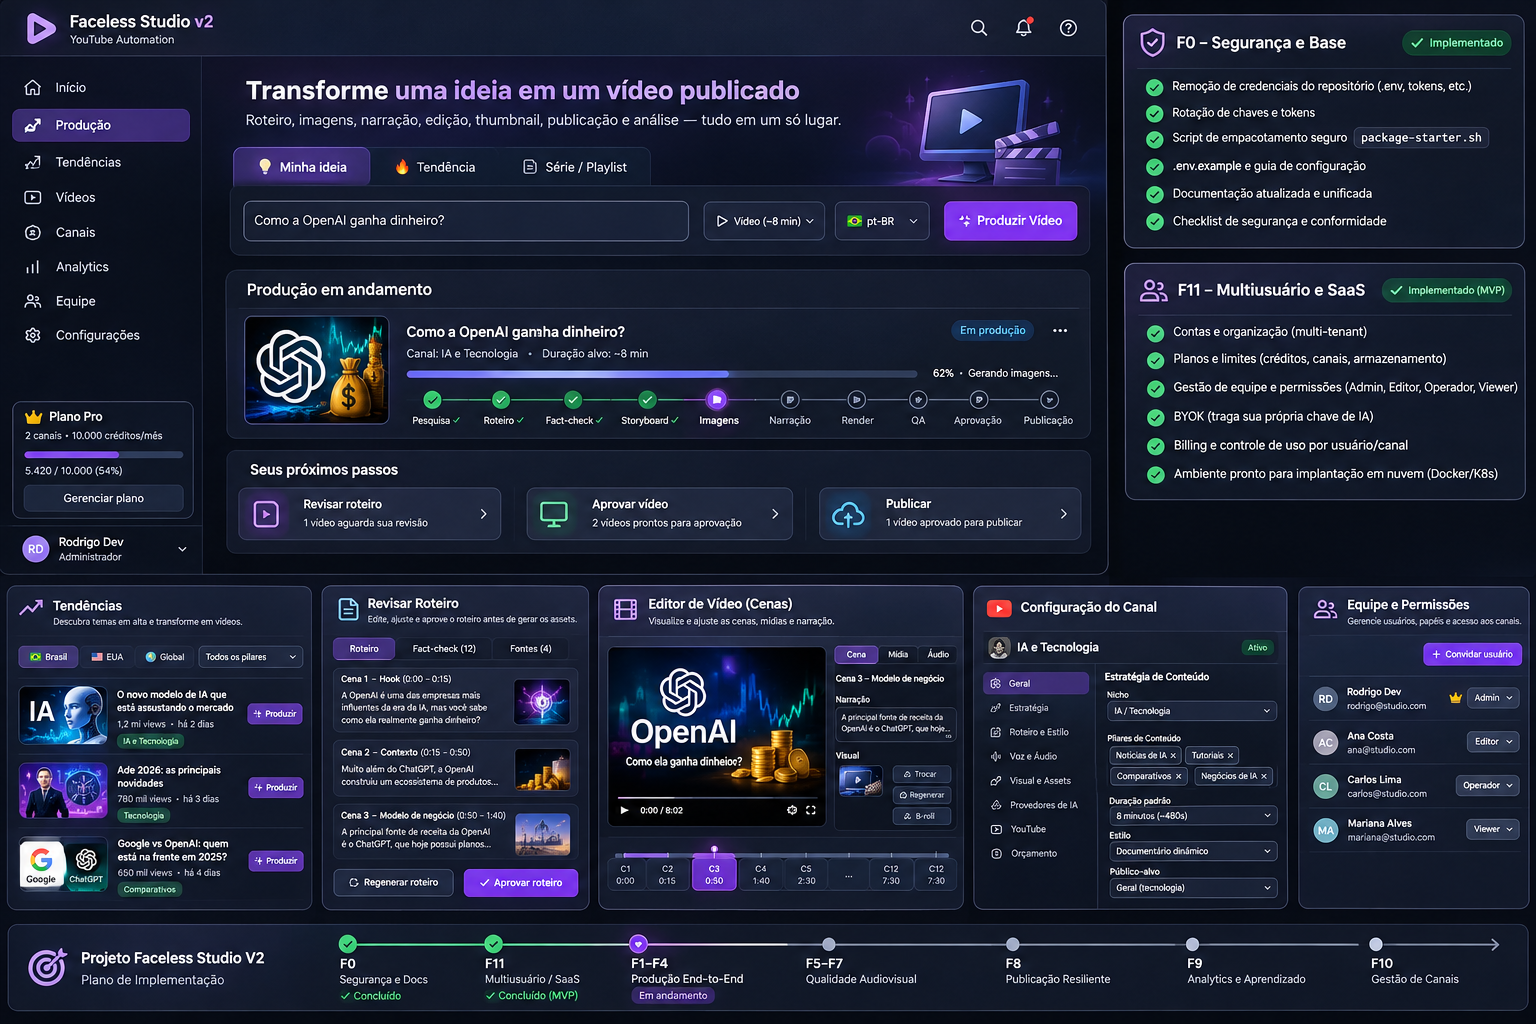 Faceless Studio v2
YouTube Automation
Início
Produção
Tendências
Vídeos
Canais
Analytics
Equipe
Configurações
Plano Pro
2 canais • 10.000 créditos/mês
5.420 / 10.000 (54%)
Gerenciar plano
RD
Rodrigo Dev
Administrador
Transforme uma ideia em um vídeo publicado
Roteiro, imagens, narração, edição, thumbnail, publicação e análise — tudo em um só lugar.
Minha ideia
Tendência
Série / Playlist
Como a OpenAI ganha dinheiro?
Vídeo (~8 min)
pt-BR
Produzir Vídeo
Produção em andamento
Como a OpenAI ganha dinheiro?
Em produção
Canal: IA e Tecnologia • Duração alvo: ~8 min
62% • Gerando imagens...
Pesquisa
Roteiro
Fact-check
Storyboard
Imagens
Narração
Render
QA
Aprovação
Publicação
Seus próximos passos
Revisar roteiro
1 vídeo aguarda sua revisão
Aprovar vídeo
2 vídeos prontos para aprovação
Publicar
1 vídeo aprovado para publicar
F0 – Segurança e Base
Implementado
Remoção de credenciais do repositório (.env, tokens, etc.)
Rotação de chaves e tokens
Script de empacotamento seguro package-starter.sh
.env.example e guia de configuração
Documentação atualizada e unificada
Checklist de segurança e conformidade
F11 – Multiusuário e SaaS
Implementado (MVP)
Contas e organização (multi-tenant)
Planos e limites (créditos, canais, armazenamento)
Gestão de equipe e permissões (Admin, Editor, Operador, Viewer)
BYOK (traga sua própria chave de IA)
Billing e controle de uso por usuário/canal
Ambiente pronto para implantação em nuvem (Docker/K8s)
Tendências
Descubra temas em alta e transforme em vídeos.
Brasil
EUA
Global
Todos os pilares
IA
O novo modelo de IA que
está assustando o mercado
1,2 mi views • há 2 dias
IA e Tecnologia
Produzir
Ade 2026: as principais
novidades
780 mil views • há 3 dias
Tecnologia
Produzir
Google
ChatGPT
Google vs OpenAI: quem
está na frente em 2025?
650 mil views • há 4 dias
Comparativos
Produzir
Revisar Roteiro
Edite, ajuste e aprove o roteiro antes de gerar os assets.
Roteiro
Fact-check (12)
Fontes (4)
Cena 1 – Hook (0:00 – 0:15)
A OpenAI é uma das empresas mais
influentes da era da IA, mas você sabe
como ela realmente ganha dinheiro?
Cena 2 – Contexto (0:15 – 0:50)
Muito além do ChatGPT, a OpenAI
construiu um ecossistema de produtos...
Cena 3 – Modelo de negócio (0:50 – 1:40)
A principal fonte de receita da OpenAI
é o ChatGPT, que hoje possui planos...
Regenerar roteiro
Aprovar roteiro
Editor de Vídeo (Cenas)
Visualize e ajuste as cenas, mídias e narração.
OpenAI
Como ela ganha dinheiro?
0:00 / 8:02
Cena
Mídia
Áudio
Cena 3 – Modelo de negócio
Narração
A principal fonte de receita da
OpenAI é o ChatGPT, que hoje...
Visual
Trocar
Regenerar
B-roll
C1
0:00
C2
0:15
C3
0:50
C4
1:40
C5
2:30
...
C12
7:30
C12
7:30
Configuração do Canal
IA e Tecnologia
Ativo
Geral
Estratégia
Roteiro e Estilo
Voz e Áudio
Visual e Assets
Provedores de IA
YouTube
Orçamento
Estratégia de Conteúdo
Nicho
IA / Tecnologia
Pilares de Conteúdo
Notícias de IA ×
Tutoriais ×
Comparativos ×
Negócios de IA ×
Duração padrão
8 minutos (~480s)
Estilo
Documentário dinâmico
Público-alvo
Geral (tecnologia)
Equipe e Permissões
Gerencie usuários, papéis e acesso aos canais.
+ Convidar usuário
RD
Rodrigo Dev
rodrigo@studio.com
Admin
AC
Ana Costa
ana@studio.com
Editor
CL
Carlos Lima
carlos@studio.com
Operador
MA
Mariana Alves
mariana@studio.com
Viewer
Projeto Faceless Studio V2
Plano de Implementação
F0
Segurança e Docs
Concluído
F11
Multiusuário / SaaS
Concluído (MVP)
F1–F4
Produção End-to-End
Em andamento
F5–F7
Qualidade Audiovisual
F8
Publicação Resiliente
F9
Analytics e Aprendizado
F10
Gestão de Canais